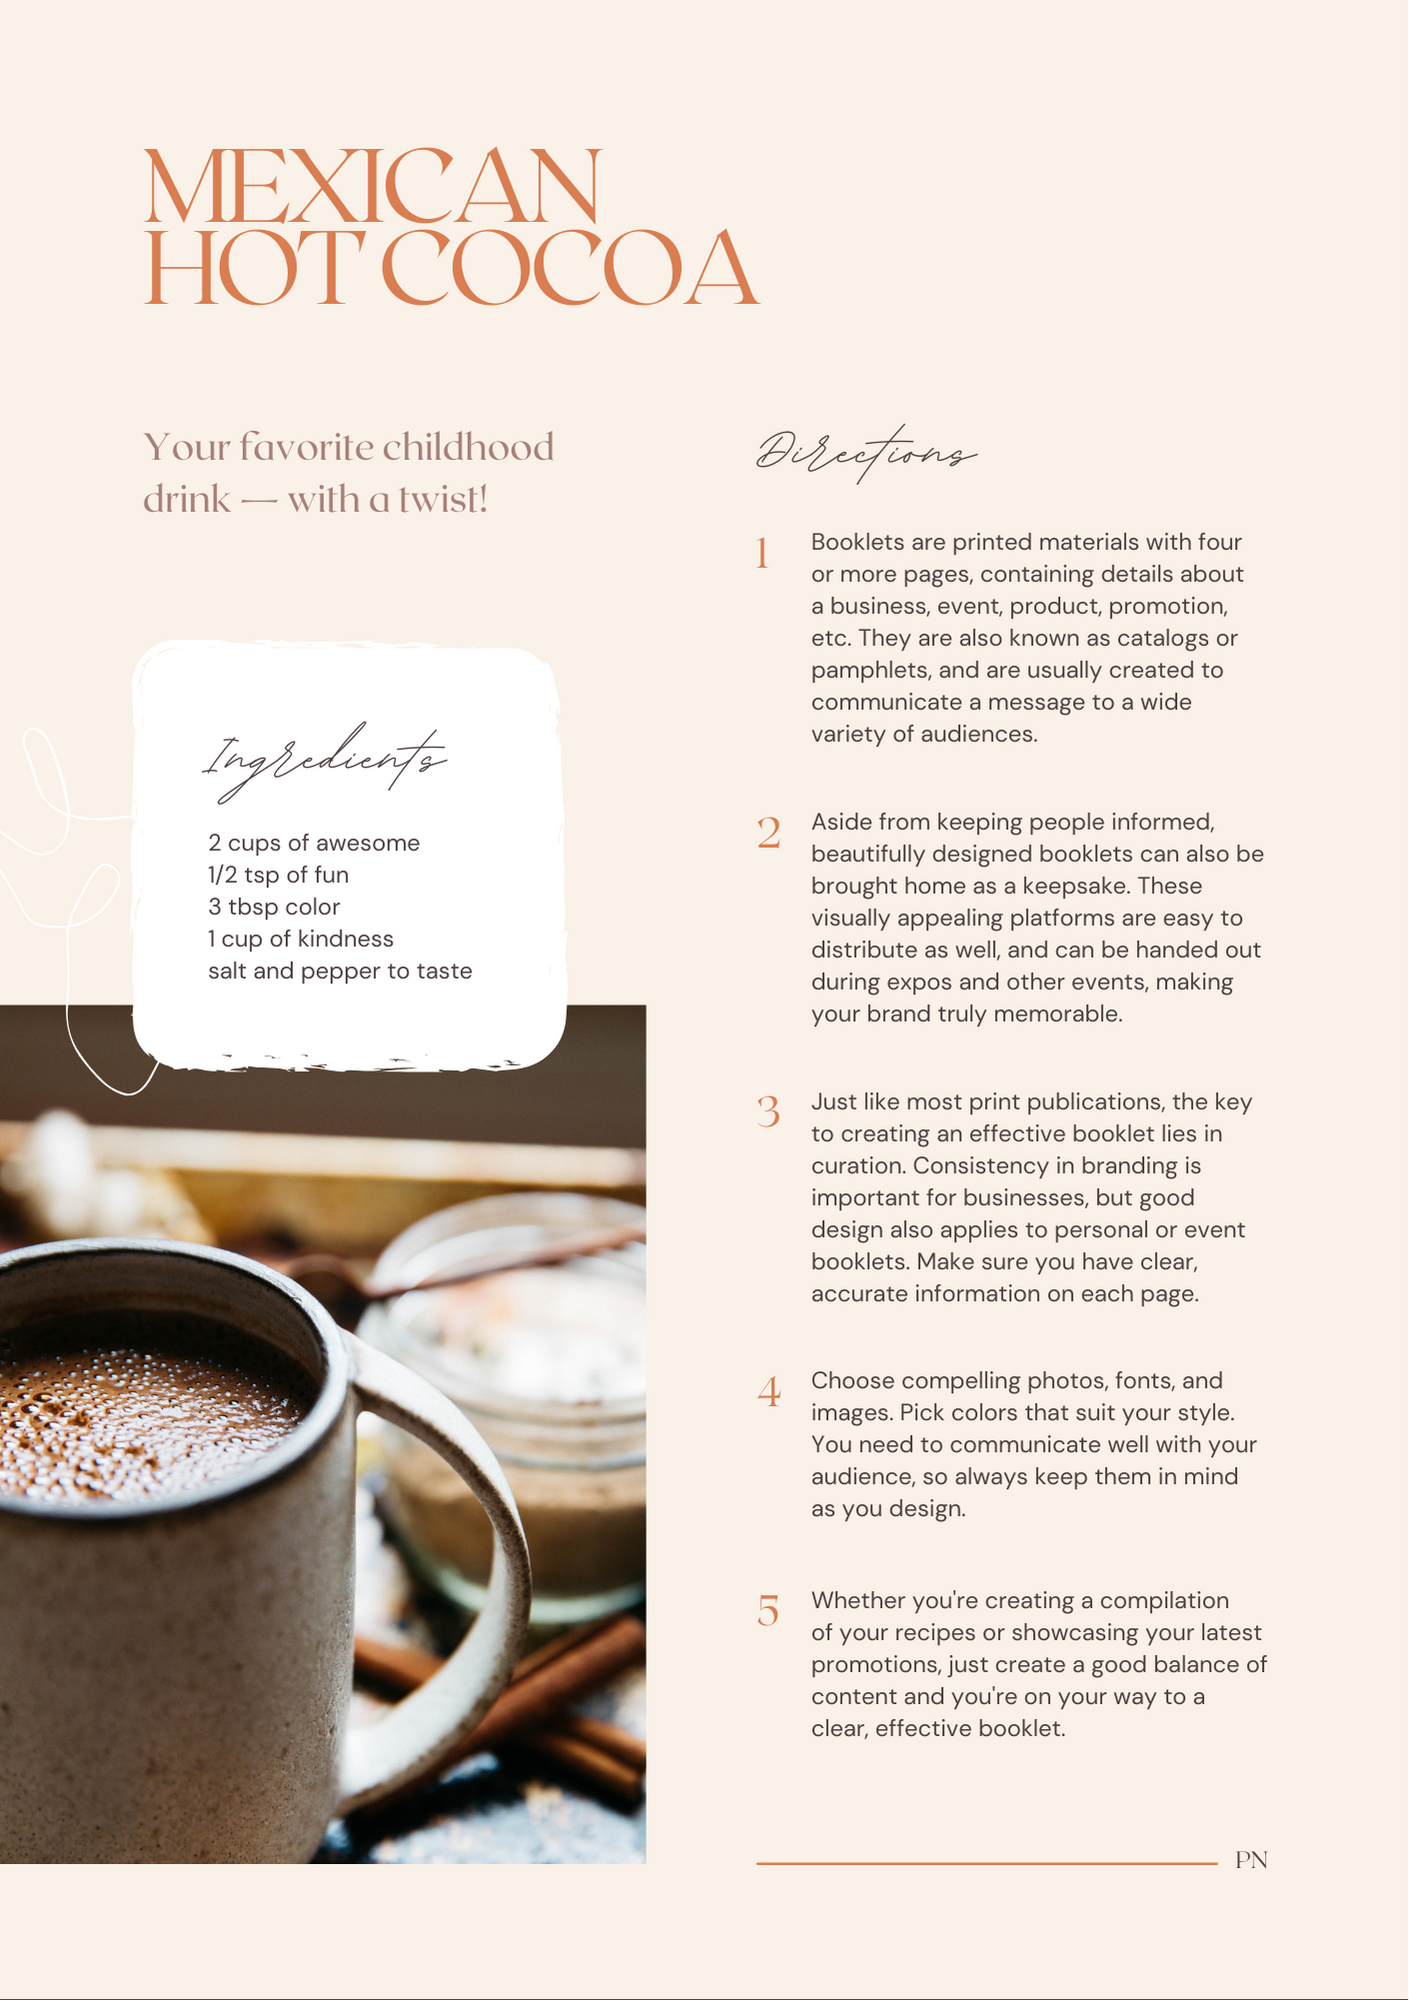 MEXICAN
HOT COCOA
Your favorite childhood
drink — with a twist!
Ingredients
2 cups of awesome
1/2 tsp of fun
3 tbsp color
1 cup of kindness
salt and pepper to taste
Directions
1 Booklets are printed materials with four
or more pages, containing details about
a business, event, product, promotion,
etc. They are also known as catalogs or
pamphlets, and are usually created to
communicate a message to a wide
variety of audiences.
2 Aside from keeping people informed,
beautifully designed booklets can also be
brought home as a keepsake. These
visually appealing platforms are easy to
distribute as well, and can be handed out
during expos and other events, making
your brand truly memorable.
3 Just like most print publications, the key
to creating an effective booklet lies in
curation. Consistency in branding is
important for businesses, but good
design also applies to personal or event
booklets. Make sure you have clear,
accurate information on each page.
4 Choose compelling photos, fonts, and
images. Pick colors that suit your style.
You need to communicate well with your
audience, so always keep them in mind
as you design.
5 Whether you're creating a compilation
of your recipes or showcasing your latest
promotions, just create a good balance of
content and you're on your way to a
clear, effective booklet.
PN